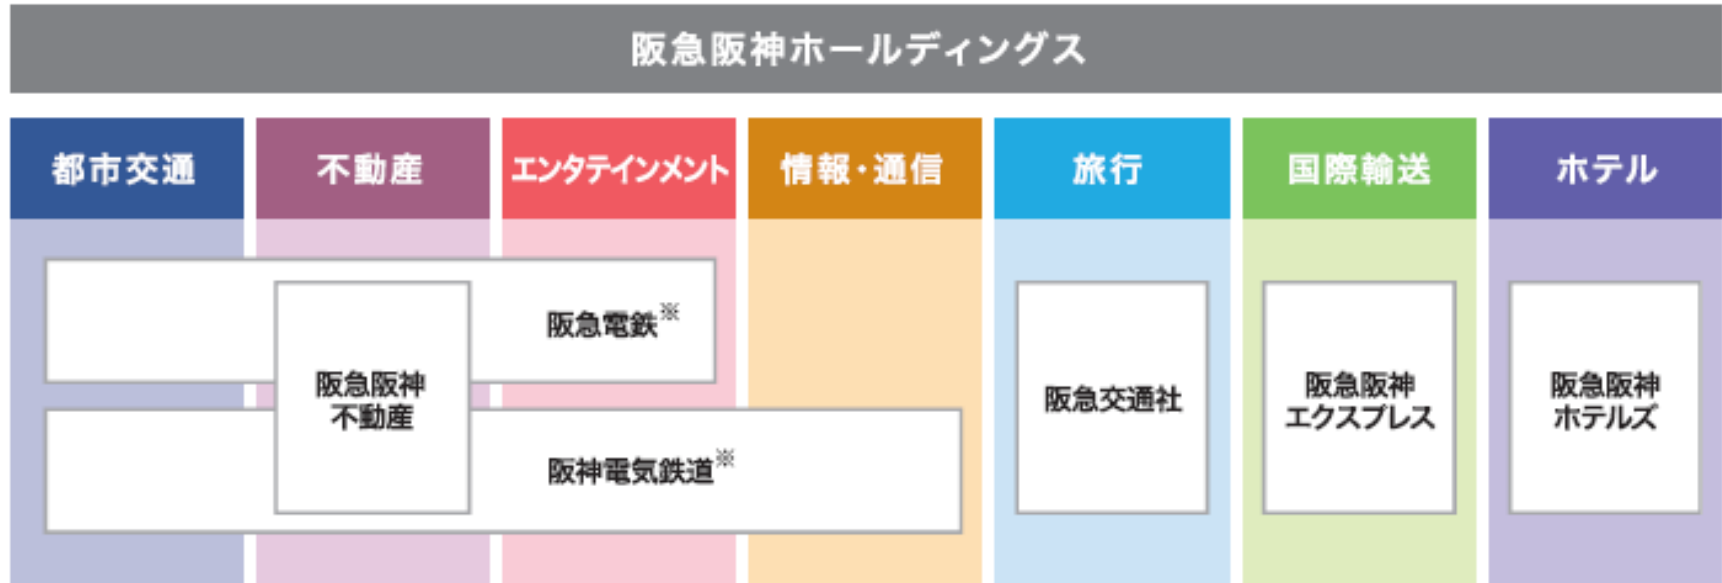 阪急阪神ホールディングス
都市交通
不動産
エンタテインメント
情報・通信
旅行
国際輸送
ホテル
阪急電鉄※
阪急阪神
不動産
阪神電気鉄道※
阪急交通社
阪急阪神
エクスプレス
阪急阪神
ホテルズ